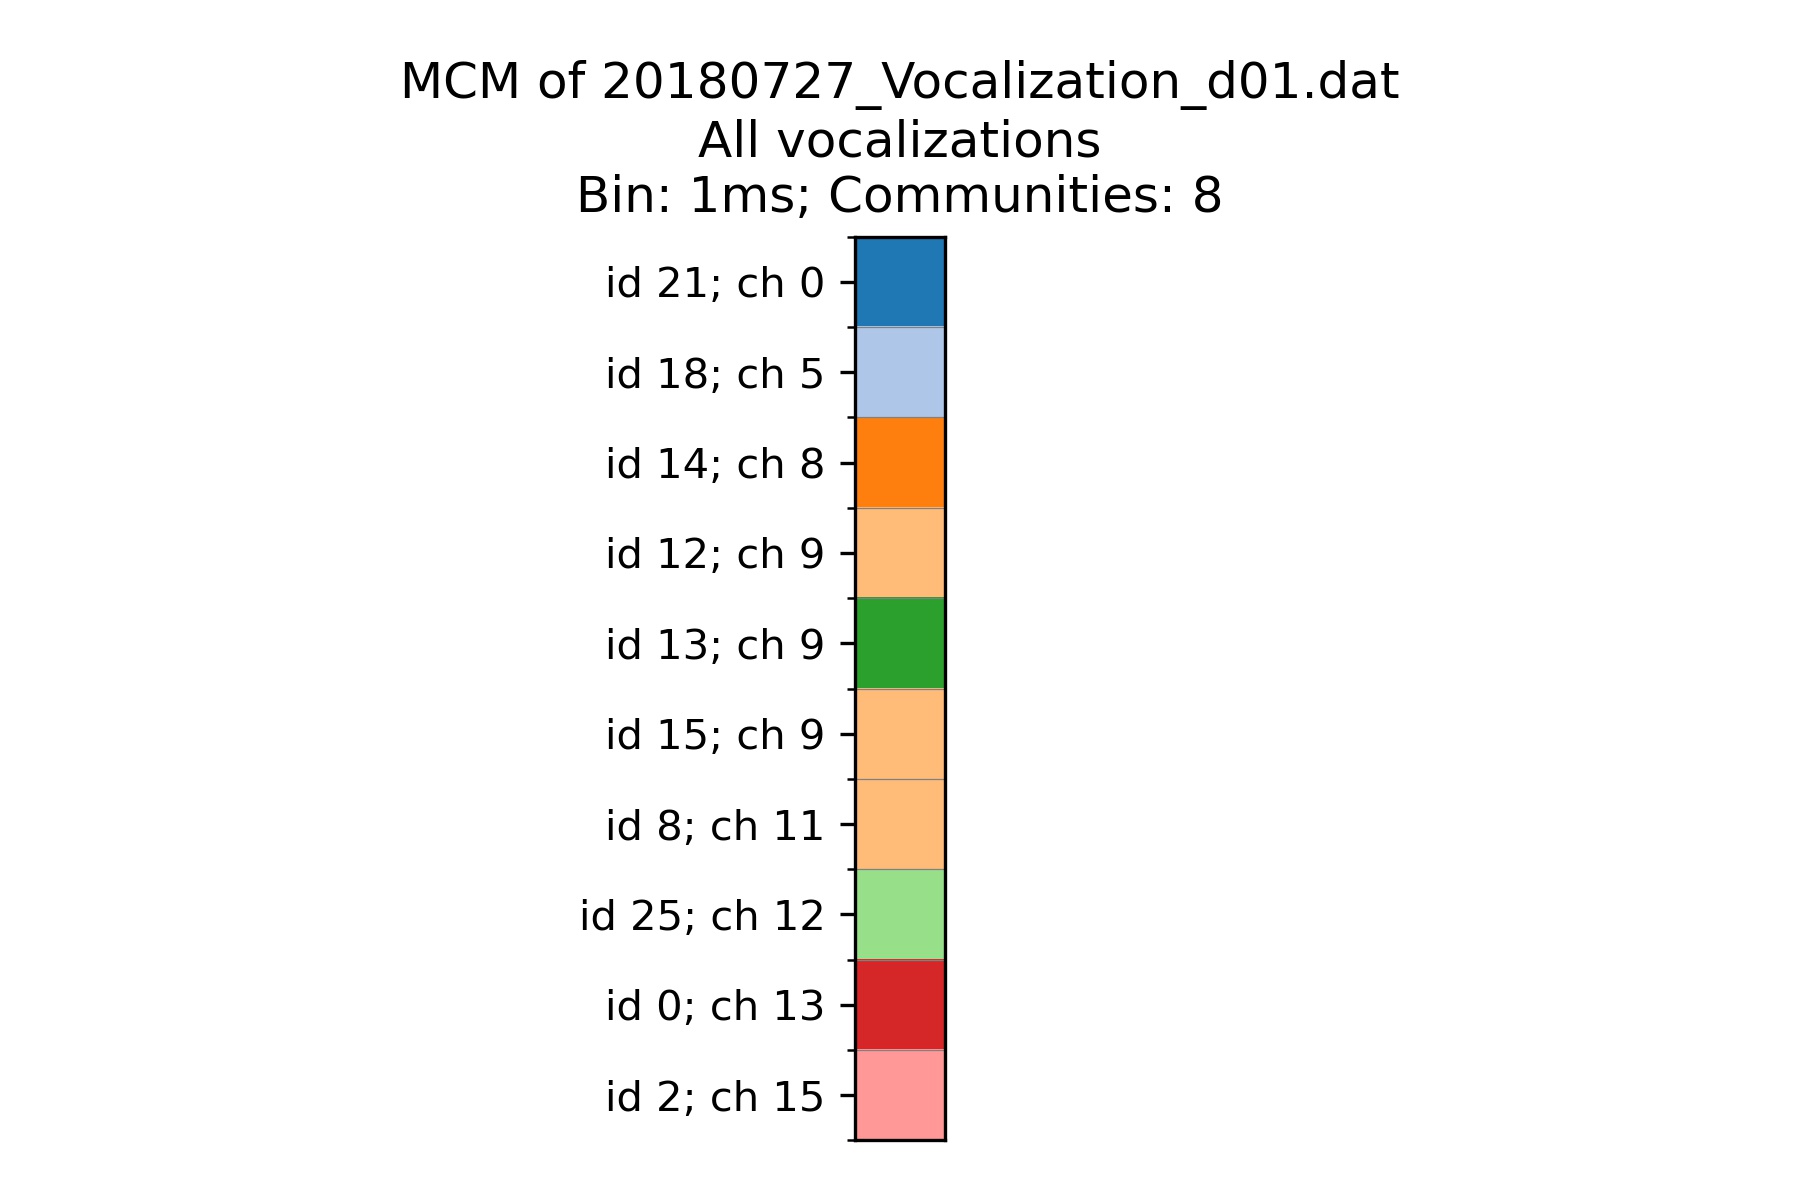 MCM of 20180727_Vocalization_d01.dat
All vocalizations
Bin: 1ms; Communities: 8
id 21; ch 0
id 18; ch 5
id 14; ch 8
id 12; ch 9
id 13; ch 9
id 15; ch 9
id 8; ch 11
id 25; ch 12
id 0; ch 13
id 2; ch 15